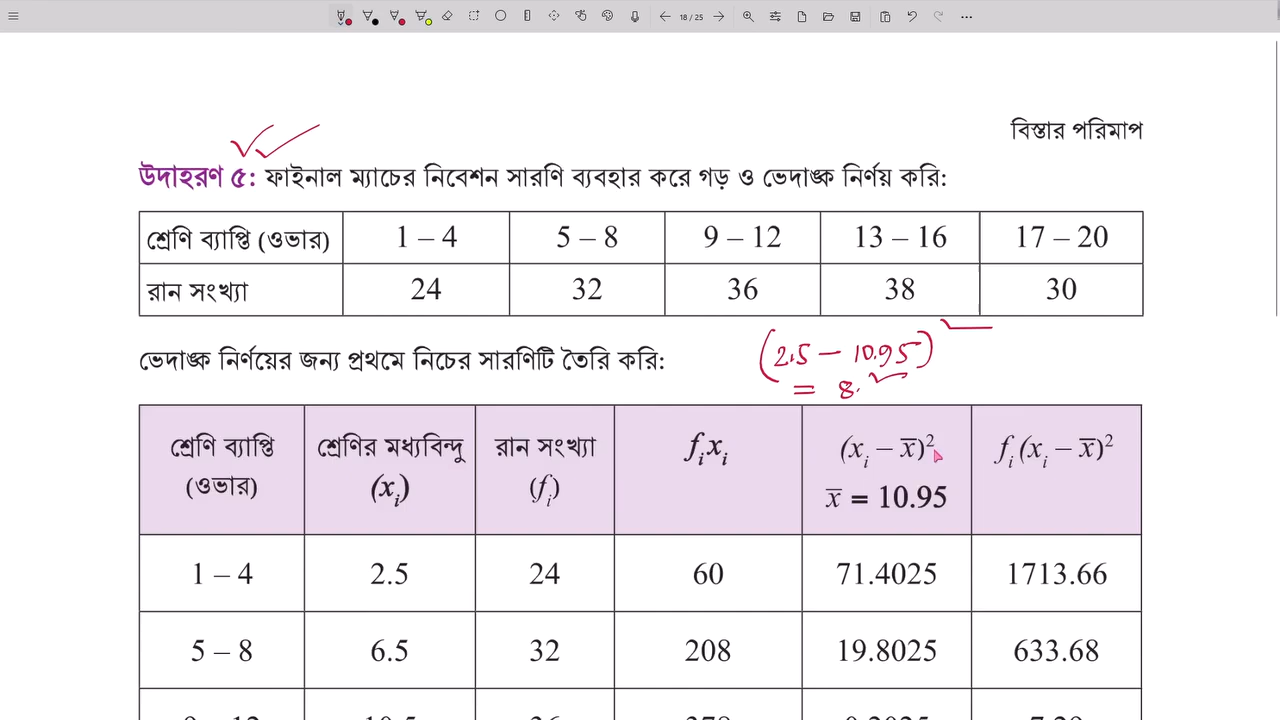 18 / 25
বিস্তার পরিমাপ
উদাহরণ ৫: ফাইনাল ম্যাচের নিবেশন সারণি ব্যবহার করে গড় ও ভেদাঙ্ক নির্ণয় করি:
শ্রেণি ব্যাপ্তি (ওভার) 1 – 4 5 – 8 9 – 12 13 – 16 17 – 20
রান সংখ্যা 24 32 36 38 30
(2.5 – 10.95)
= 8.
ভেদাঙ্ক নির্ণয়ের জন্য প্রথমে নিচের সারণিটি তৈরি করি:
শ্রেণি ব্যাপ্তি শ্রেণির মধ্যবিন্দু রান সংখ্যা fᵢxᵢ (xᵢ – x̅)² fᵢ(xᵢ – x̅)²
(ওভার) (xᵢ) (fᵢ) x̅ = 10.95
1 – 4 2.5 24 60 71.4025 1713.66
5 – 8 6.5 32 208 19.8025 633.68